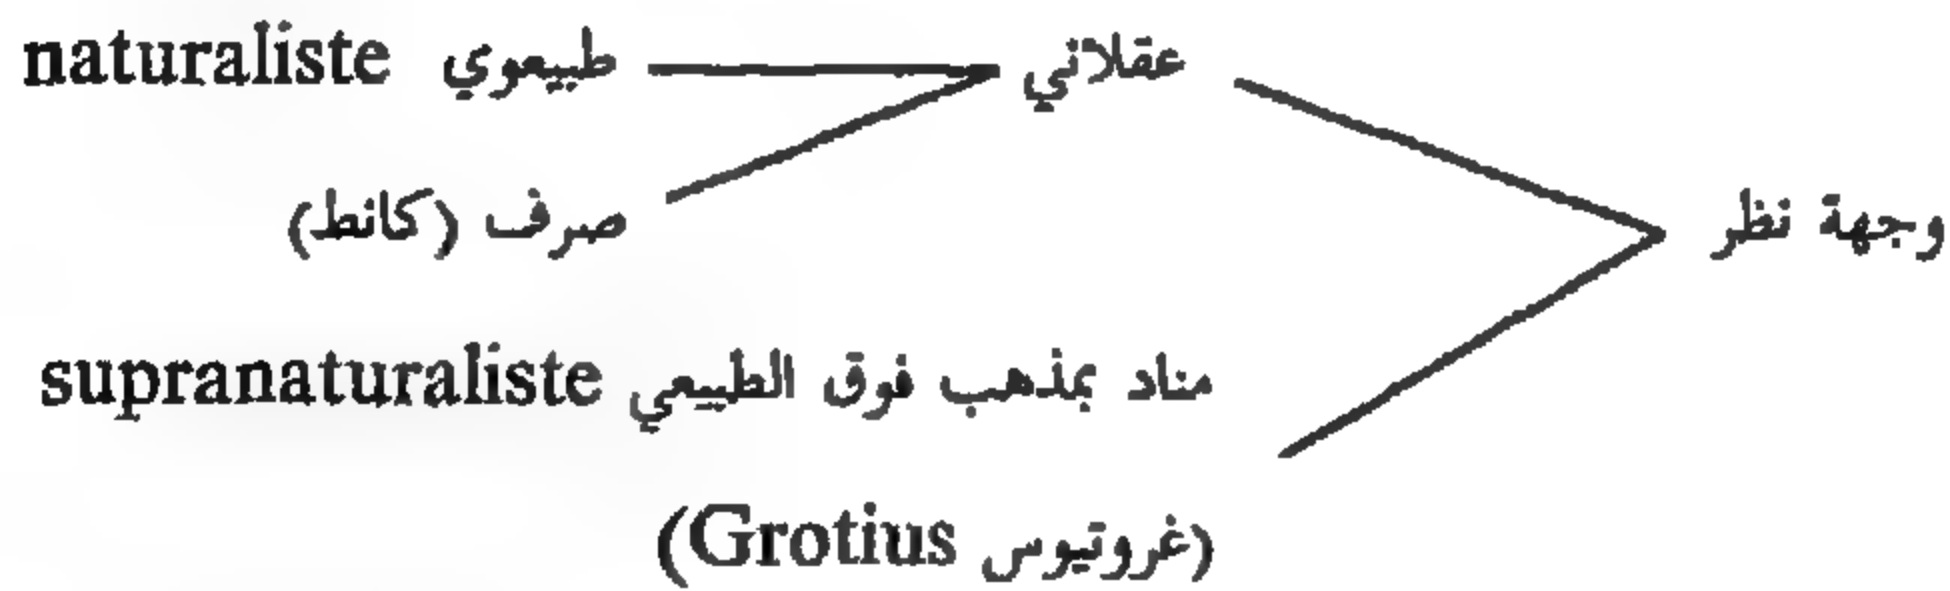 عقلاني طبيعوي naturaliste
وجهة نظر صرف (كانط)
مناد بمذهب فوق الطبيعي supranaturaliste
(غروتيوس Grotius)